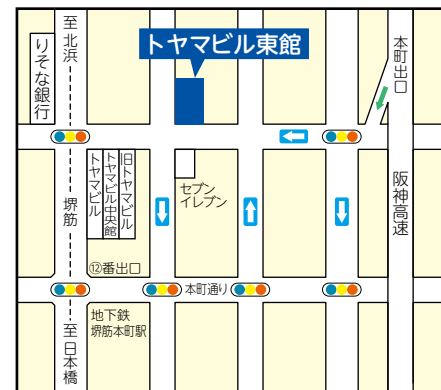 至北浜
りそな銀行
トヤマビル東館
本町出口
トヤマビル
トヤマビル中央館
旧トヤマビル
セブン
イレブン
堺筋
阪神高速
⑫番出口
本町通り
地下鉄
堺筋本町駅
至日本橋